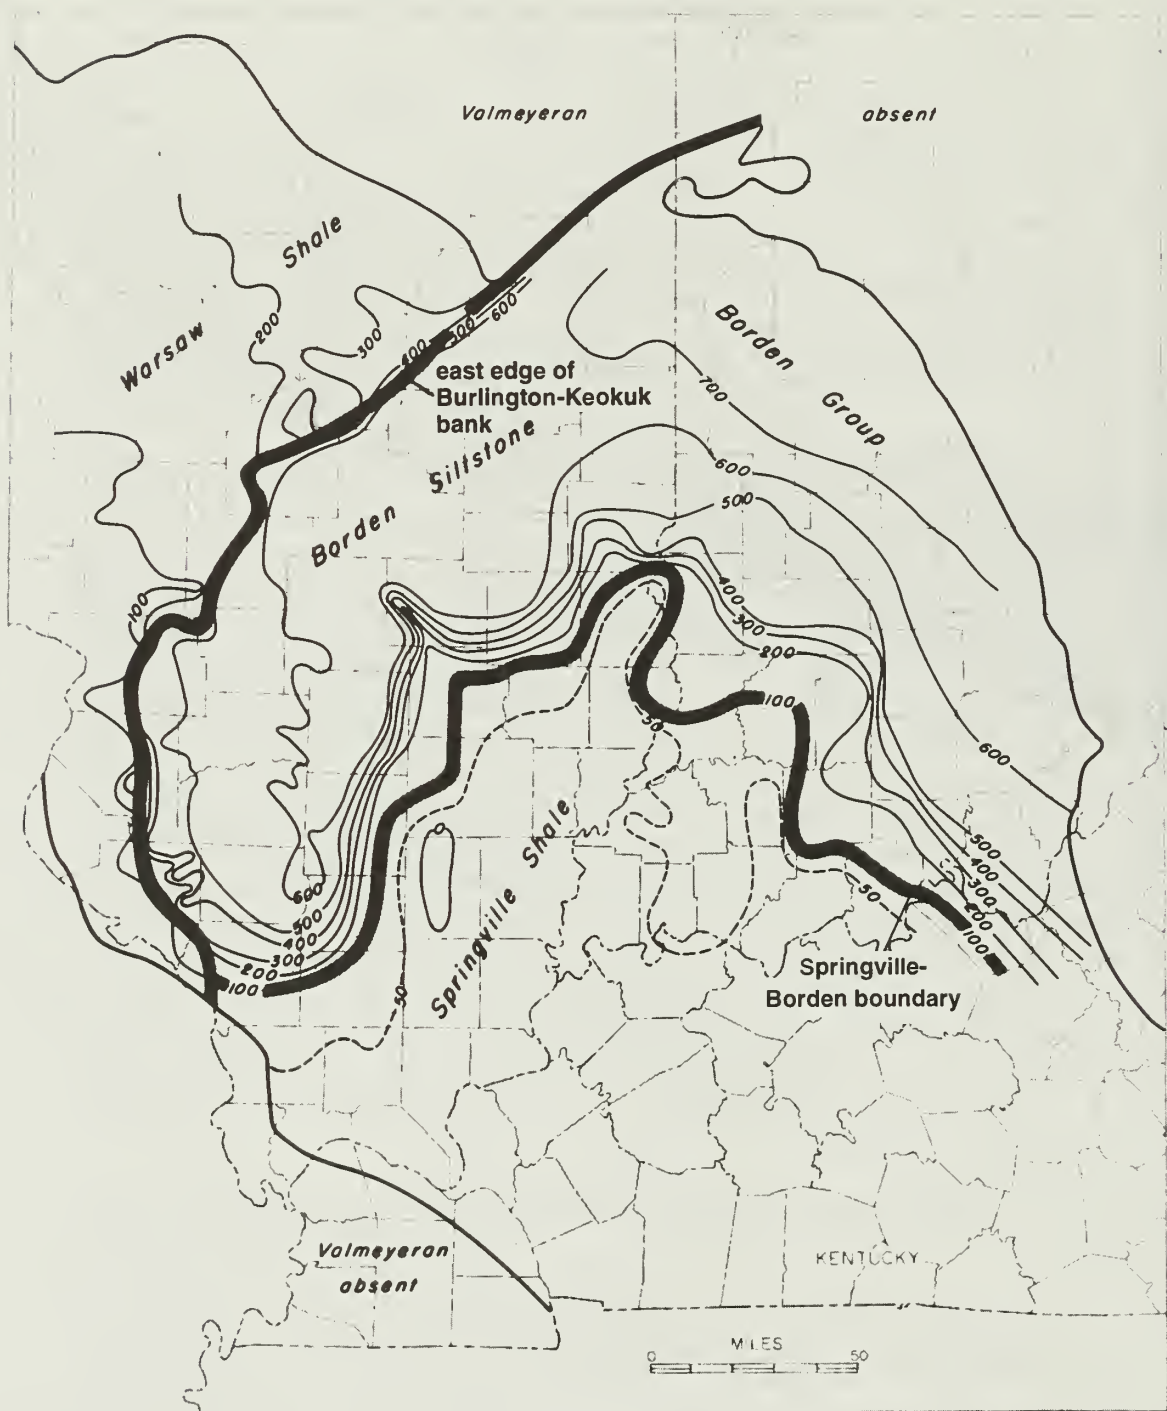 Valmeyeran absent
Shale
Warsaw
200
300
400
500
600
Borden
Group
700
east edge of
Burlington-Keokuk
bank
Borden Siltstone
600
500
100
400
300
200
100
50
600
Springville Shale
0
600
500
400
300
200
100
50
50
500
400
300
200
100
Springville-
Borden boundary
Valmeyeran
absent
KENTUCKY
MILES
0 50